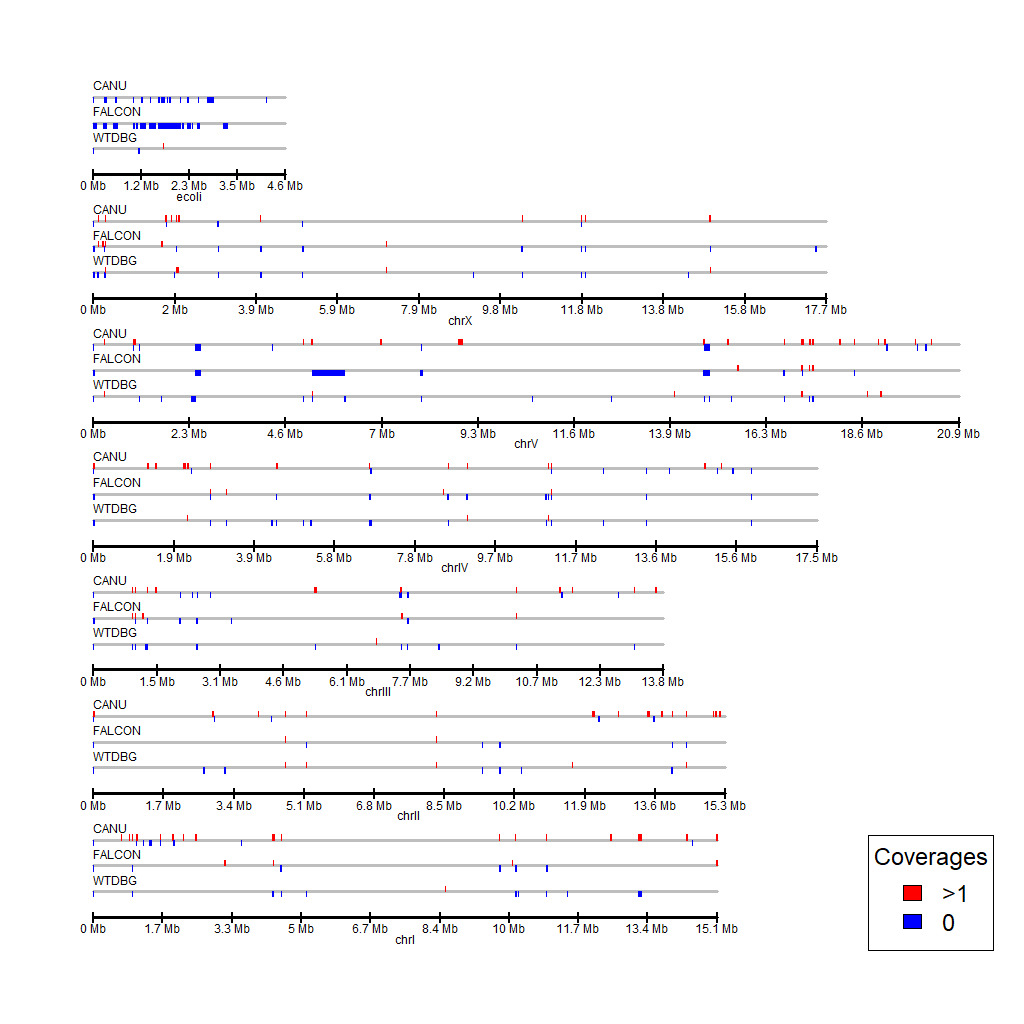 CANU
FALCON
WTDBG
0 Mb 1.2 Mb 2.3 Mb 3.5 Mb 4.6 Mb
ecoli
CANU
FALCON
WTDBG
0 Mb 2 Mb 3.9 Mb 5.9 Mb 7.9 Mb 9.8 Mb 11.8 Mb 13.8 Mb 15.8 Mb 17.7 Mb
chrX
CANU
FALCON
WTDBG
0 Mb 2.3 Mb 4.6 Mb 7 Mb 9.3 Mb 11.6 Mb 13.9 Mb 16.3 Mb 18.6 Mb 20.9 Mb
chrV
CANU
FALCON
WTDBG
0 Mb 1.9 Mb 3.9 Mb 5.8 Mb 7.8 Mb 9.7 Mb 11.7 Mb 13.6 Mb 15.6 Mb 17.5 Mb
chrIV
CANU
FALCON
WTDBG
0 Mb 1.5 Mb 3.1 Mb 4.6 Mb 6.1 Mb 7.7 Mb 9.2 Mb 10.7 Mb 12.3 Mb 13.8 Mb
chrIII
CANU
FALCON
WTDBG
0 Mb 1.7 Mb 3.4 Mb 5.1 Mb 6.8 Mb 8.5 Mb 10.2 Mb 11.9 Mb 13.6 Mb 15.3 Mb
chrII
CANU
FALCON
WTDBG
0 Mb 1.7 Mb 3.3 Mb 5 Mb 6.7 Mb 8.4 Mb 10 Mb 11.7 Mb 13.4 Mb 15.1 Mb
chrI
Coverages
>1
0